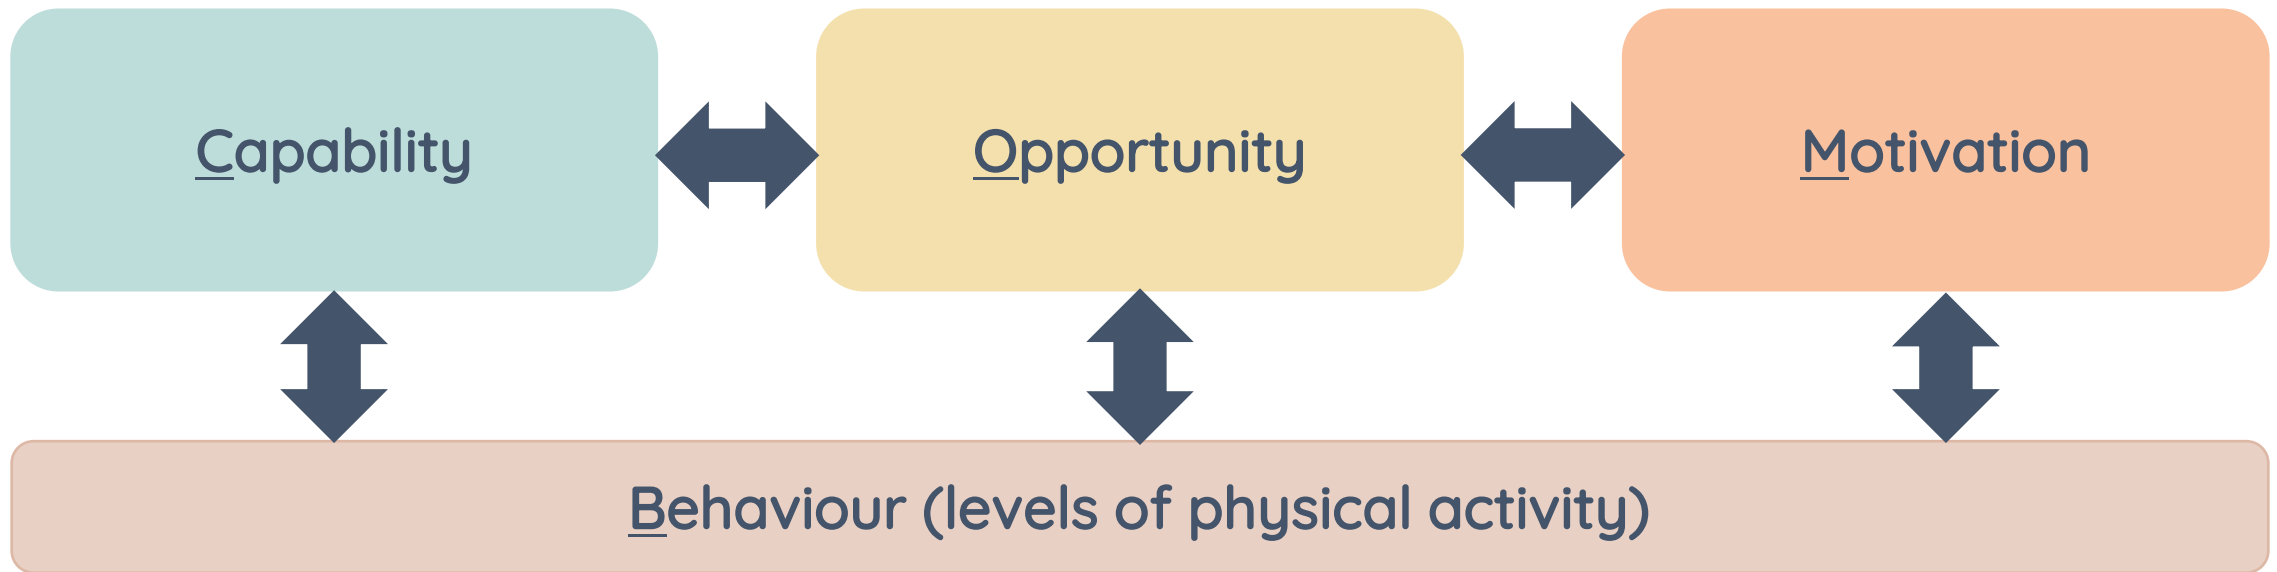 Capability
Opportunity
Motivation
Behaviour (levels of physical activity)